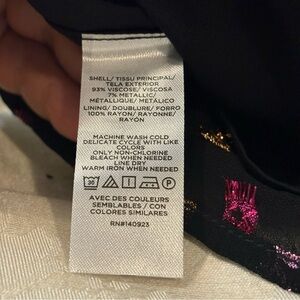 SHELL/ TISSU PRINCIPAL/
TELA EXTERIOR
93% VISCOSE/ VISCOSA
7% METALLIC/
MÉTALLIQUE/ METÁLICO
LINING/ DOUBLURE/ FORRO
100% RAYON/ RAYONNE/
RAYÓN
MACHINE WASH COLD
DELICATE CYCLE WITH LIKE
COLORS
ONLY NON-CHLORINE
BLEACH WHEN NEEDED
LINE DRY
WARM IRON WHEN NEEDED
30 P
AVEC DES COULEURS
SEMBLABLES / CON
COLORES SIMILARES
RN#140923